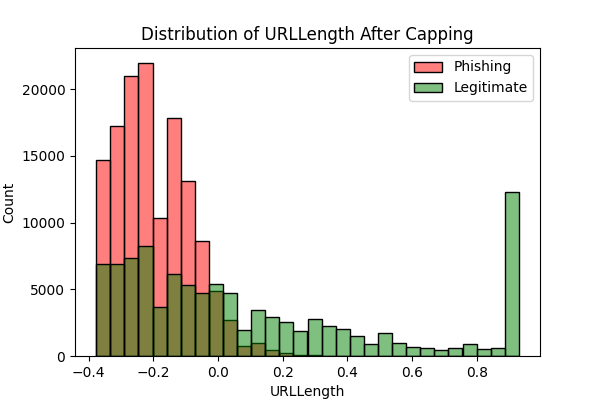 Distribution of URLLength After Capping
Phishing
Legitimate
Count
20000
15000
10000
5000
0
−0.4 −0.2 0.0 0.2 0.4 0.6 0.8
URLLength